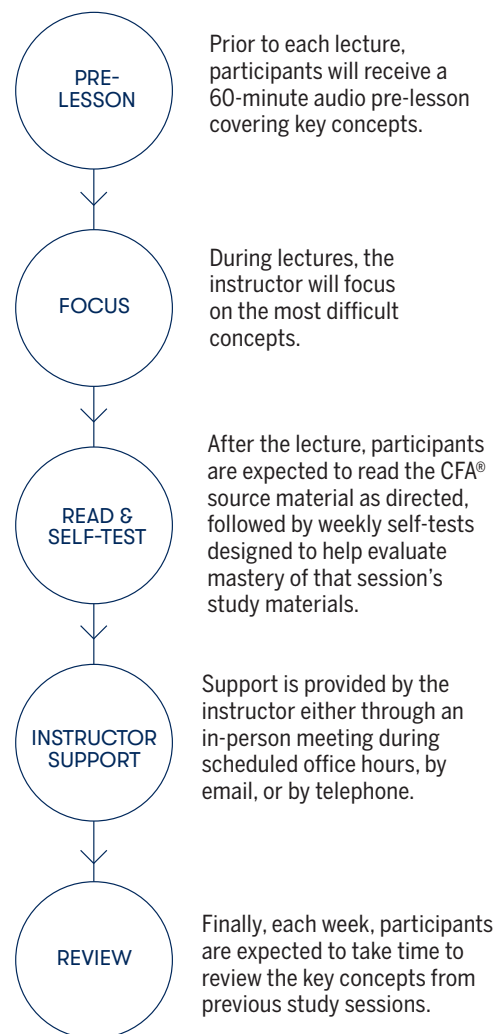 PRE-
LESSON
Prior to each lecture,
participants will receive a
60-minute audio pre-lesson
covering key concepts.
FOCUS
During lectures, the
instructor will focus
on the most difficult
concepts.
READ &
SELF-TEST
After the lecture, participants
are expected to read the CFA®
source material as directed,
followed by weekly self-tests
designed to help evaluate
mastery of that session’s
study materials.
INSTRUCTOR
SUPPORT
Support is provided by the
instructor either through an
in-person meeting during
scheduled office hours, by
email, or by telephone.
REVIEW
Finally, each week, participants
are expected to take time to
review the key concepts from
previous study sessions.